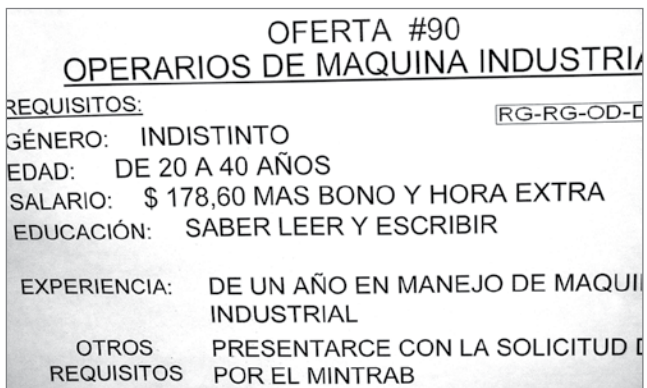 OFERTA #90
OPERARIOS DE MAQUINA INDUSTRIA
REQUISITOS:
RG-RG-OD-D
GÉNERO: INDISTINTO
EDAD: DE 20 A 40 AÑOS
SALARIO: $ 178,60 MAS BONO Y HORA EXTRA
EDUCACIÓN: SABER LEER Y ESCRIBIR
EXPERIENCIA: DE UN AÑO EN MANEJO DE MAQUI
INDUSTRIAL
OTROS PRESENTARCE CON LA SOLICITUD D
REQUISITOS POR EL MINTRAB